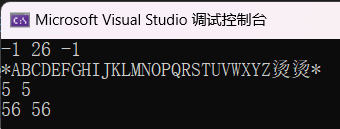 Microsoft Visual Studio 调试控制台
-1 26 -1
*ABCDEFGHIJKLMNOPQRSTUVWXYZ烫烫*
5 5
56 56